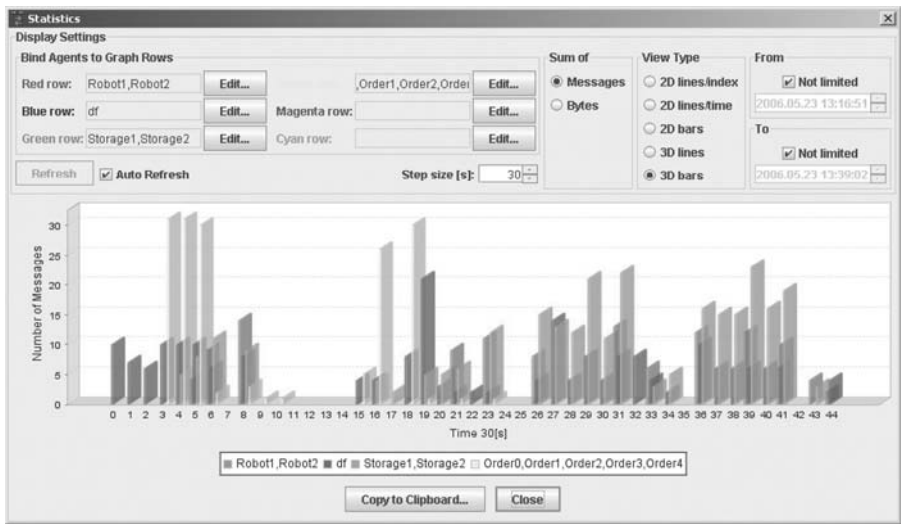 Statistics
Display Settings
Bind Agents to Graph Rows
Red row: Robot1,Robot2 Edit... ,Order1,Order2,Order Edit...
Blue row: df Edit... Magenta row: Edit...
Green row: Storage1,Storage2 Edit... Cyan row: Edit...
Refresh Auto Refresh Step size [s]: 30
Sum of
Messages
Bytes
View Type
2D lines/index
2D lines/time
2D bars
3D lines
3D bars
From
Not limited
2006.05.23 13:16:51
To
Not limited
2006.05.23 13:39:02
Number of Messages
30
25
20
15
10
5
0
0 1 2 3 4 5 6 7 8 9 10 11 12 13 14 15 16 17 18 19 20 21 22 23 24 25 26 27 28 29 30 31 32 33 34 35 36 37 38 39 40 41 42 43 44
Time 30[s]
Robot1,Robot2 df Storage1,Storage2 Order0,Order1,Order2,Order3,Order4
Copy to Clipboard... Close